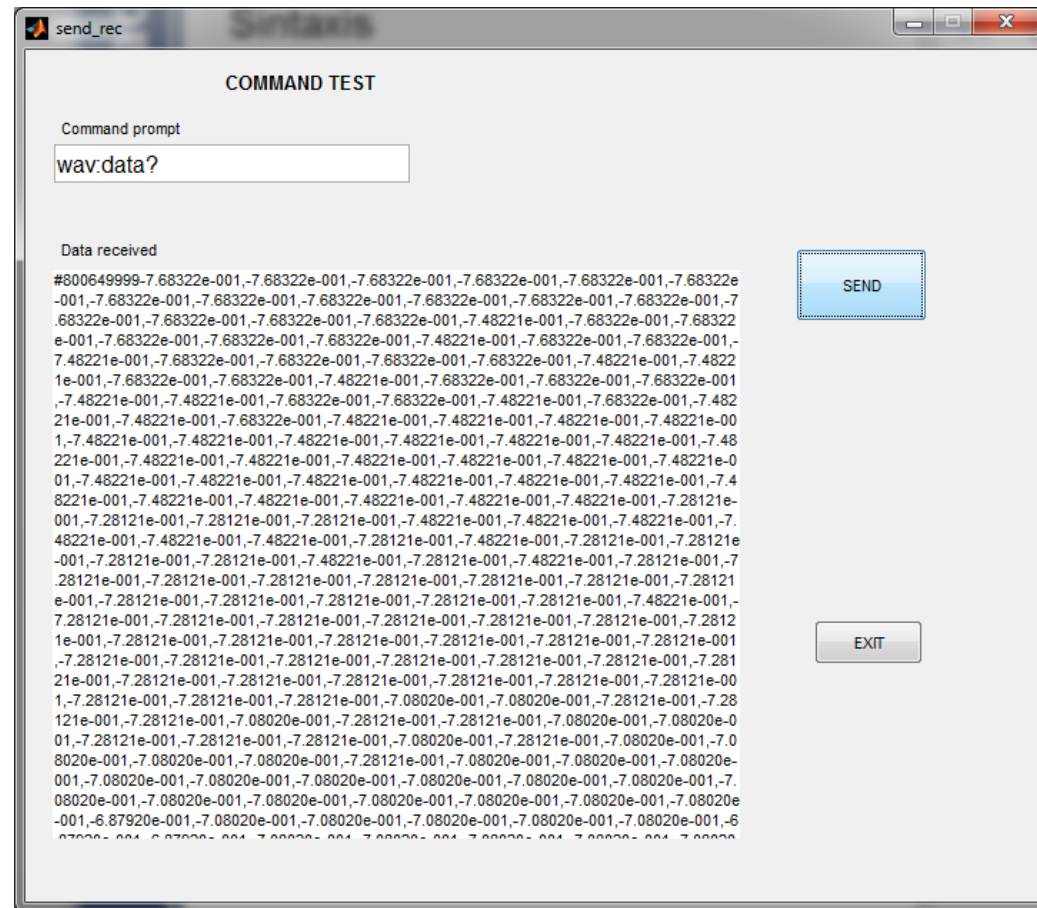 send_rec
Sintaxis
COMMAND TEST
Command prompt
wav:data?
Data received
#800649999-7.68322e-001,-7.68322e-001,-7.68322e-001,-7.68322e-001,-7.68322e-001,-7.68322e
-001,-7.68322e-001,-7.68322e-001,-7.68322e-001,-7.68322e-001,-7.68322e-001,-7.68322e-001,-7
.68322e-001,-7.68322e-001,-7.68322e-001,-7.68322e-001,-7.48221e-001,-7.68322e-001,-7.68322
e-001,-7.68322e-001,-7.68322e-001,-7.68322e-001,-7.48221e-001,-7.68322e-001,-7.68322e-001,-
7.48221e-001,-7.68322e-001,-7.68322e-001,-7.68322e-001,-7.68322e-001,-7.48221e-001,-7.4822
1e-001,-7.68322e-001,-7.68322e-001,-7.48221e-001,-7.68322e-001,-7.68322e-001,-7.68322e-001
,-7.48221e-001,-7.48221e-001,-7.68322e-001,-7.68322e-001,-7.48221e-001,-7.68322e-001,-7.482
21e-001,-7.48221e-001,-7.68322e-001,-7.48221e-001,-7.48221e-001,-7.48221e-001,-7.48221e-00
1,-7.48221e-001,-7.48221e-001,-7.48221e-001,-7.48221e-001,-7.48221e-001,-7.48221e-001,-7.48
221e-001,-7.48221e-001,-7.48221e-001,-7.48221e-001,-7.48221e-001,-7.48221e-001,-7.48221e-0
01,-7.48221e-001,-7.48221e-001,-7.48221e-001,-7.48221e-001,-7.48221e-001,-7.48221e-001,-7.4
8221e-001,-7.48221e-001,-7.48221e-001,-7.48221e-001,-7.48221e-001,-7.48221e-001,-7.28121e-
001,-7.28121e-001,-7.28121e-001,-7.28121e-001,-7.48221e-001,-7.48221e-001,-7.48221e-001,-7.
48221e-001,-7.48221e-001,-7.48221e-001,-7.28121e-001,-7.48221e-001,-7.28121e-001,-7.28121e
-001,-7.28121e-001,-7.28121e-001,-7.48221e-001,-7.28121e-001,-7.48221e-001,-7.28121e-001,-7
.28121e-001,-7.28121e-001,-7.28121e-001,-7.28121e-001,-7.28121e-001,-7.28121e-001,-7.28121
e-001,-7.28121e-001,-7.28121e-001,-7.28121e-001,-7.28121e-001,-7.28121e-001,-7.48221e-001,-
7.28121e-001,-7.28121e-001,-7.28121e-001,-7.28121e-001,-7.28121e-001,-7.28121e-001,-7.2812
1e-001,-7.28121e-001,-7.28121e-001,-7.28121e-001,-7.28121e-001,-7.28121e-001,-7.28121e-001
,-7.28121e-001,-7.28121e-001,-7.28121e-001,-7.28121e-001,-7.28121e-001,-7.28121e-001,-7.281
21e-001,-7.28121e-001,-7.28121e-001,-7.28121e-001,-7.28121e-001,-7.28121e-001,-7.28121e-00
1,-7.28121e-001,-7.28121e-001,-7.28121e-001,-7.08020e-001,-7.08020e-001,-7.28121e-001,-7.28
121e-001,-7.28121e-001,-7.08020e-001,-7.28121e-001,-7.28121e-001,-7.08020e-001,-7.08020e-0
01,-7.28121e-001,-7.28121e-001,-7.28121e-001,-7.08020e-001,-7.28121e-001,-7.08020e-001,-7.0
8020e-001,-7.08020e-001,-7.08020e-001,-7.28121e-001,-7.08020e-001,-7.08020e-001,-7.08020e-
001,-7.08020e-001,-7.08020e-001,-7.08020e-001,-7.08020e-001,-7.08020e-001,-7.08020e-001,-7.
08020e-001,-7.08020e-001,-7.08020e-001,-7.08020e-001,-7.08020e-001,-7.08020e-001,-7.08020e
-001,-6.87920e-001,-7.08020e-001,-7.08020e-001,-7.08020e-001,-7.08020e-001,-7.08020e-001,-6
SEND
EXIT